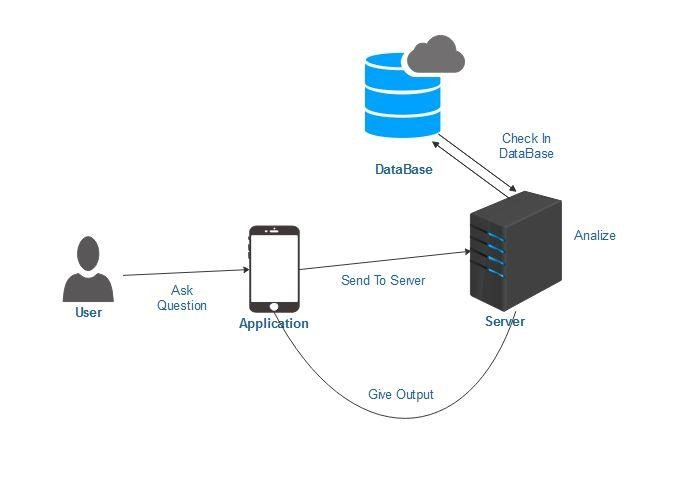 Check In
DataBase
DataBase
Analize
Send To Server
Ask
Question
User
Application
Server
Give Output